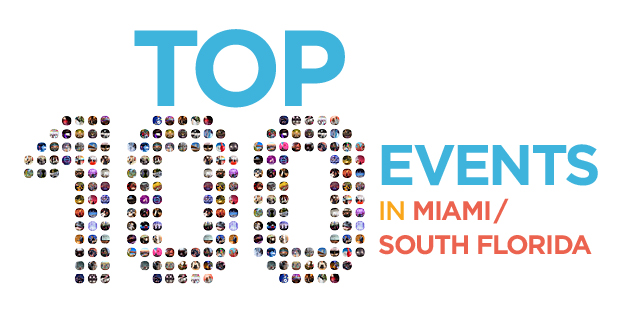 TOP
100
EVENTS
IN MIAMI/
SOUTH FLORIDA